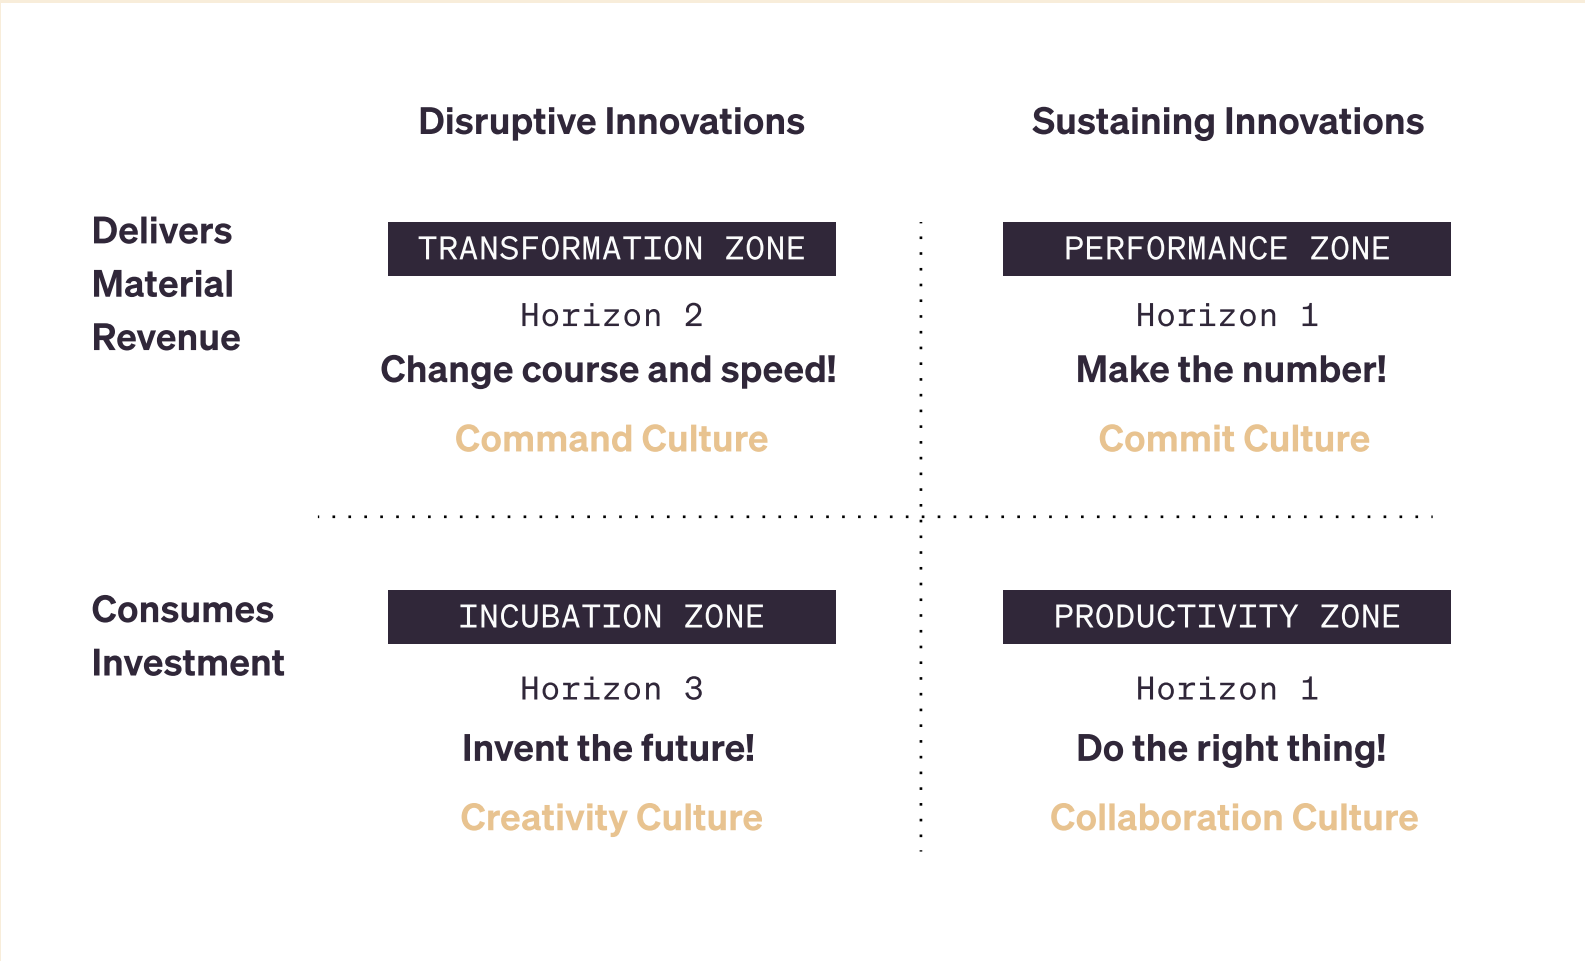 Disruptive Innovations
Sustaining Innovations
Delivers
Material
Revenue
TRANSFORMATION ZONE
Horizon 2
Change course and speed!
Command Culture
PERFORMANCE ZONE
Horizon 1
Make the number!
Commit Culture
Consumes
Investment
INCUBATION ZONE
Horizon 3
Invent the future!
Creativity Culture
PRODUCTIVITY ZONE
Horizon 1
Do the right thing!
Collaboration Culture